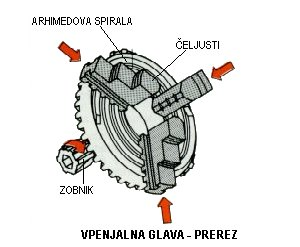 ARHIMEDOVA SPIRALA
ČELJUSTI
ZOBNIK
VPENJALNA GLAVA - PREREZ